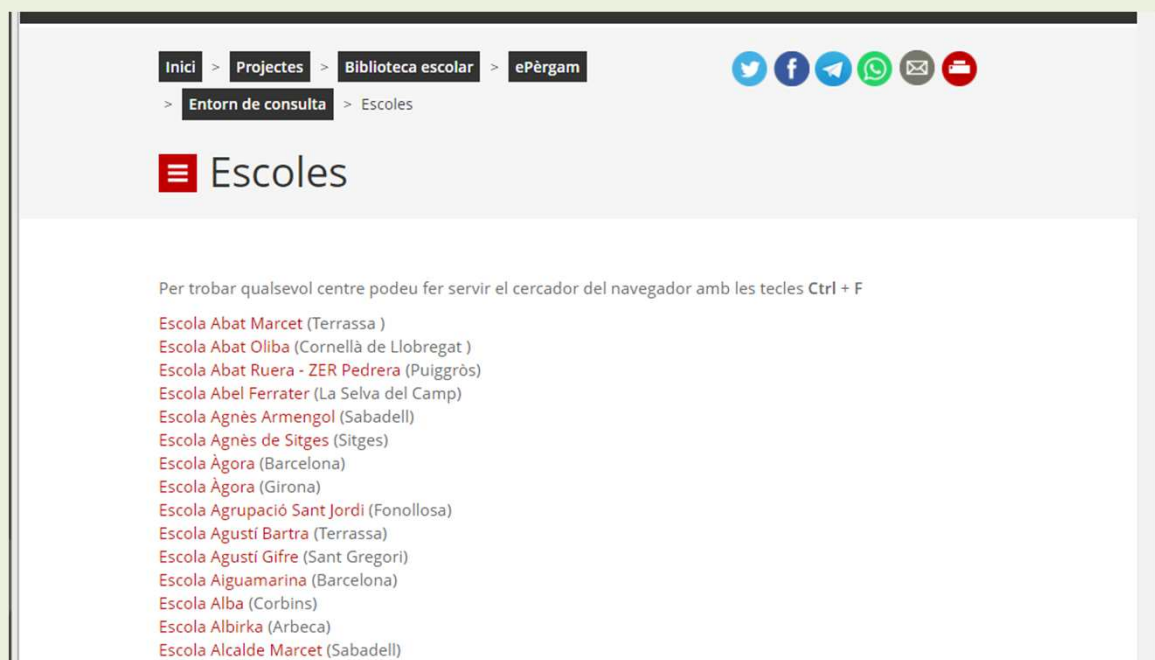 Inici > Projectes > Biblioteca escolar > ePèrgam
> Entorn de consulta > Escoles
Escoles
Per trobar qualsevol centre podeu fer servir el cercador del navegador amb les tecles Ctrl + F
Escola Abat Marcet (Terrassa )
Escola Abat Oliba (Cornellà de Llobregat )
Escola Abat Ruera - ZER Pedrera (Puiggròs)
Escola Abel Ferrater (La Selva del Camp)
Escola Agnès Armengol (Sabadell)
Escola Agnès de Sitges (Sitges)
Escola Àgora (Barcelona)
Escola Àgora (Girona)
Escola Agrupació Sant Jordi (Fonollosa)
Escola Agustí Bartra (Terrassa)
Escola Agustí Gifre (Sant Gregori)
Escola Aiguamarina (Barcelona)
Escola Alba (Corbins)
Escola Albirka (Arbeca)
Escola Alcalde Marcet (Sabadell)